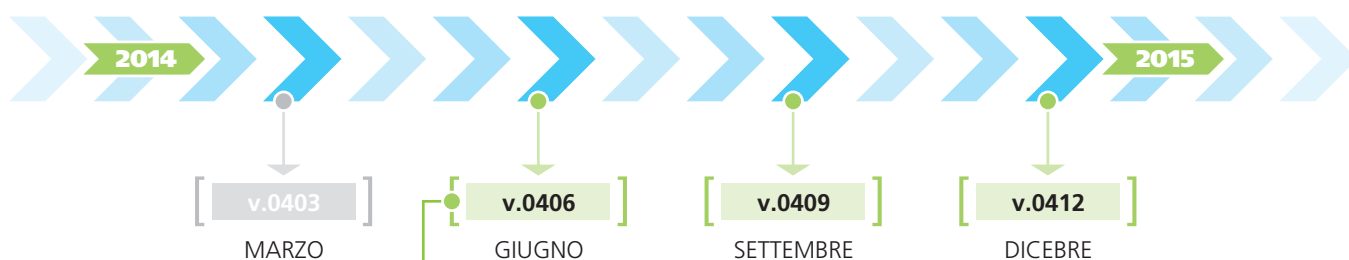 2014
2015
v.0403
v.0406
v.0409
v.0412
MARZO
GIUGNO
SETTEMBRE
DICEBRE